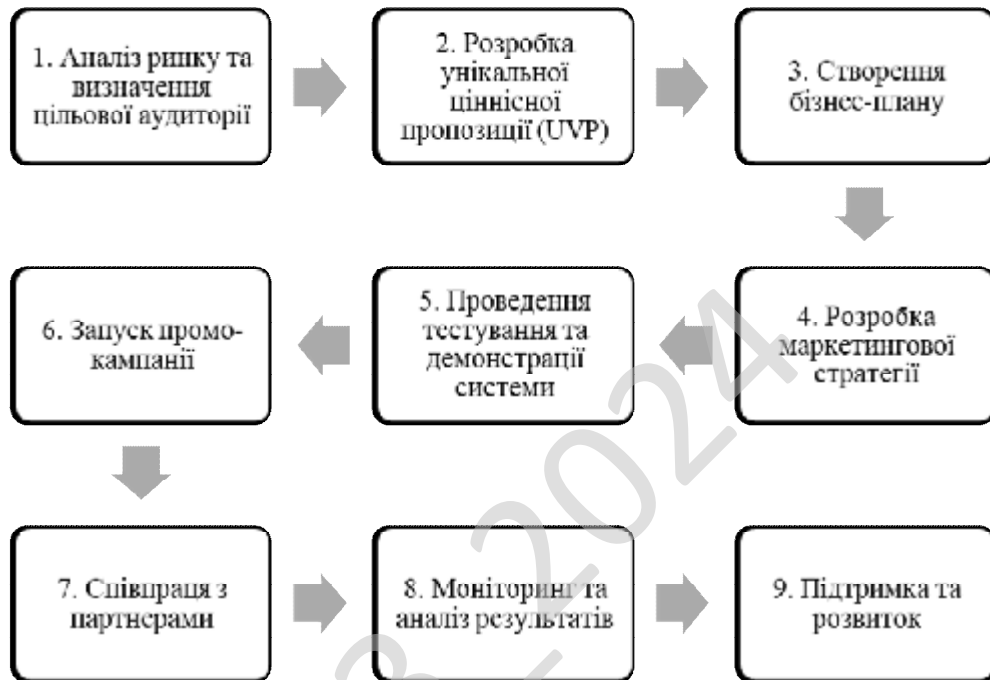 1. Аналіз ринку та
визначення
цільової аудиторії
2. Розробка
унікальної
ціннісної
пропозиції (UVP)
3. Створення
бізнес-плану
4. Розробка
маркетингової
стратегії
5. Проведення
тестування та
демонстрації
системи
6. Запуск промо-
кампанії
7. Співпраця з
партнерами
8. Моніторинг та
аналіз результатів
9. Підтримка та
розвиток
3_2024